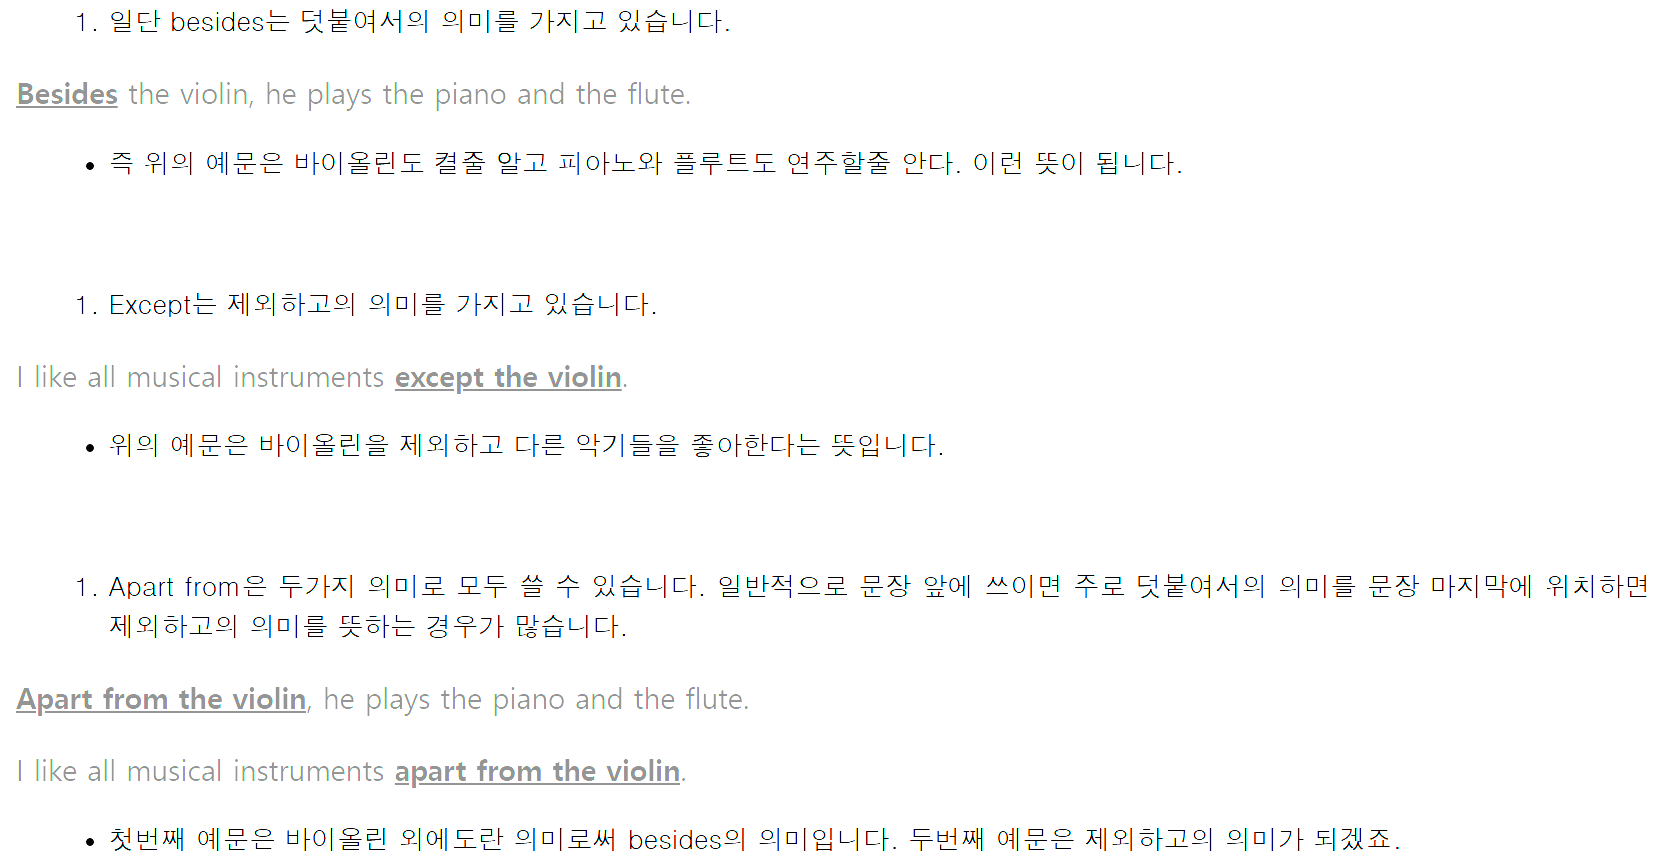 1. 일단 besides는 덧붙여서의 의미를 가지고 있습니다.
Besides the violin, he plays the piano and the flute.
• 즉 위의 예문은 바이올린도 켤줄 알고 피아노와 플루트도 연주할줄 안다. 이런 뜻이 됩니다.
1. Except는 제외하고의 의미를 가지고 있습니다.
I like all musical instruments except the violin.
• 위의 예문은 바이올린을 제외하고 다른 악기들을 좋아한다는 뜻입니다.
1. Apart from은 두가지 의미로 모두 쓸 수 있습니다. 일반적으로 문장 앞에 쓰이면 주로 덧붙여서의 의미를 문장 마지막에 위치하면
제외하고의 의미를 뜻하는 경우가 많습니다.
Apart from the violin, he plays the piano and the flute.
I like all musical instruments apart from the violin.
• 첫번째 예문은 바이올린 외에도란 의미로써 besides의 의미입니다. 두번째 예문은 제외하고의 의미가 되겠죠.